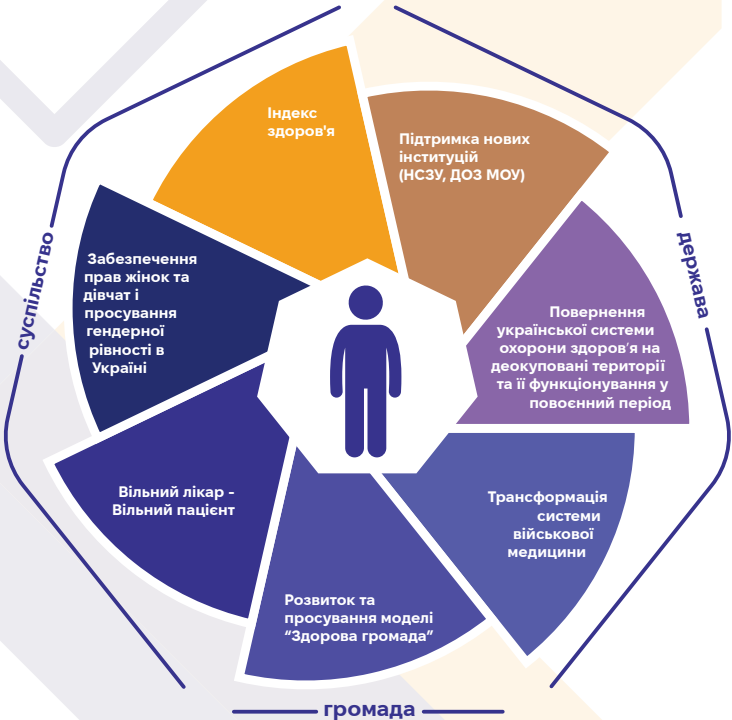 Індекс
здоров'я
Підтримка нових
інституцій
(НСЗУ, ДОЗ МОУ)
Забезпечення
прав жінок та
дівчат і
просування
гендерної
рівності в
Україні
Повернення
української системи
охорони здоров’я на
деокуповані території
та її функціонування у
повоєнний період
Вільний лікар -
Вільний пацієнт
Трансформація
системи
військової
медицини
Розвиток та
просування моделі
“Здорова громада”
суспільство
держава
громада